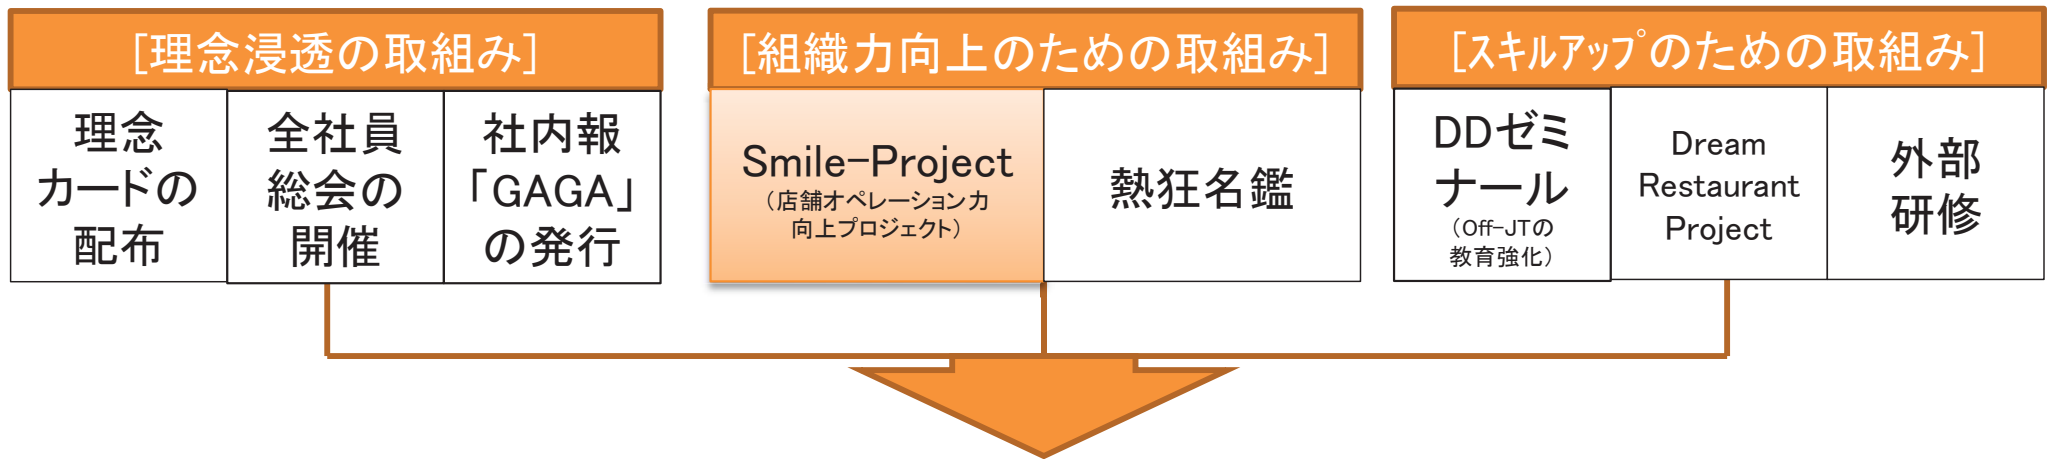 [理念浸透の取組み]
理念
カードの
配布
全社員
総会の
開催
社内報
「GAGA」
の発行
[組織力向上のための取組み]
Smile-Project
（店舗オペレーション力
向上プロジェクト）
熱狂名鑑
[ｽｷﾙｱｯﾌﾟのための取組み]
DDゼミ
ナール
（Off-JTの
教育強化）
Dream
Restaurant
Project
外部
研修